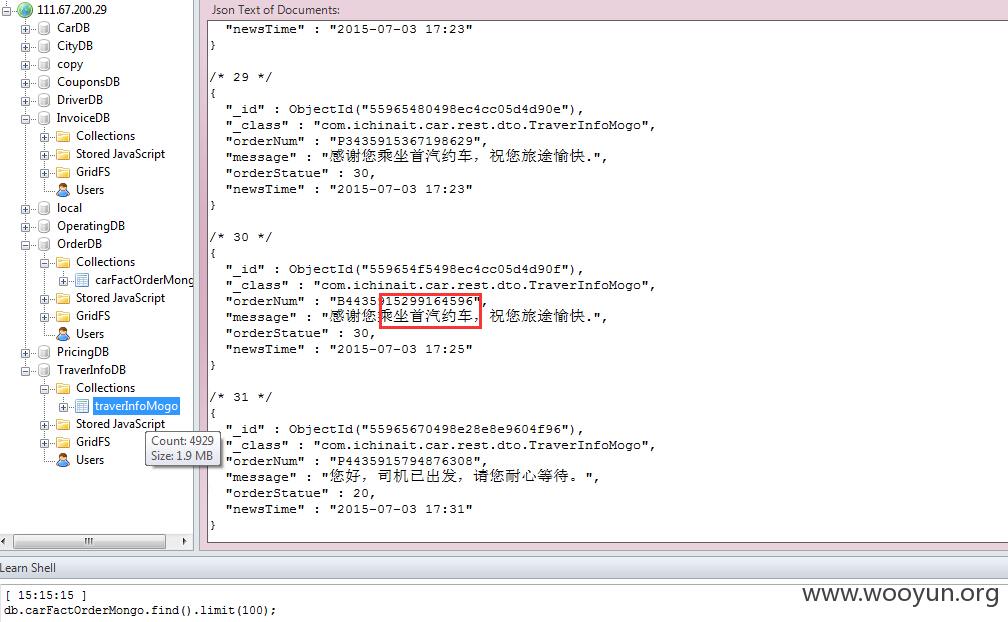 111.67.200.29
CarDB
CityDB
copy
CouponsDB
DriverDB
InvoiceDB
Collections
Stored JavaScript
GridFS
Users
local
OperatingDB
OrderDB
Collections
carFactOrderMong
Stored JavaScript
GridFS
Users
PricingDB
TraverInfoDB
Collections
traverInfoMogo
Stored JavaScript
GridFS
Users
Count: 4929
Size: 1.9 MB
Json Text of Documents:
"newsTime" : "2015-07-03 17:23"
}
/* 29 */
{
"_id" : ObjectId("55965480498ec4cc05d4d90e"),
"_class" : "com.ichinait.car.rest.dto.TraverInfoMogo",
"orderNum" : "P3435915367198629",
"message" : "感谢您乘坐首汽约车，祝您旅途愉快.",
"orderStatue" : 30,
"newsTime" : "2015-07-03 17:23"
}
/* 30 */
{
"_id" : ObjectId("559654f5498ec4cc05d4d90f"),
"_class" : "com.ichinait.car.rest.dto.TraverInfoMogo",
"orderNum" : "B4435915299164596",
"message" : "感谢您乘坐首汽约车，祝您旅途愉快.",
"orderStatue" : 30,
"newsTime" : "2015-07-03 17:25"
}
/* 31 */
{
"_id" : ObjectId("55965670498e28e8e9604f96"),
"_class" : "com.ichinait.car.rest.dto.TraverInfoMogo",
"orderNum" : "P4435915794876308",
"message" : "您好，司机已出发，请您耐心等待。",
"orderStatue" : 20,
"newsTime" : "2015-07-03 17:31"
}
Learn Shell
[ 15:15:15 ]
db.carFactOrderMongo.find().limit(100);
www.wooyun.org